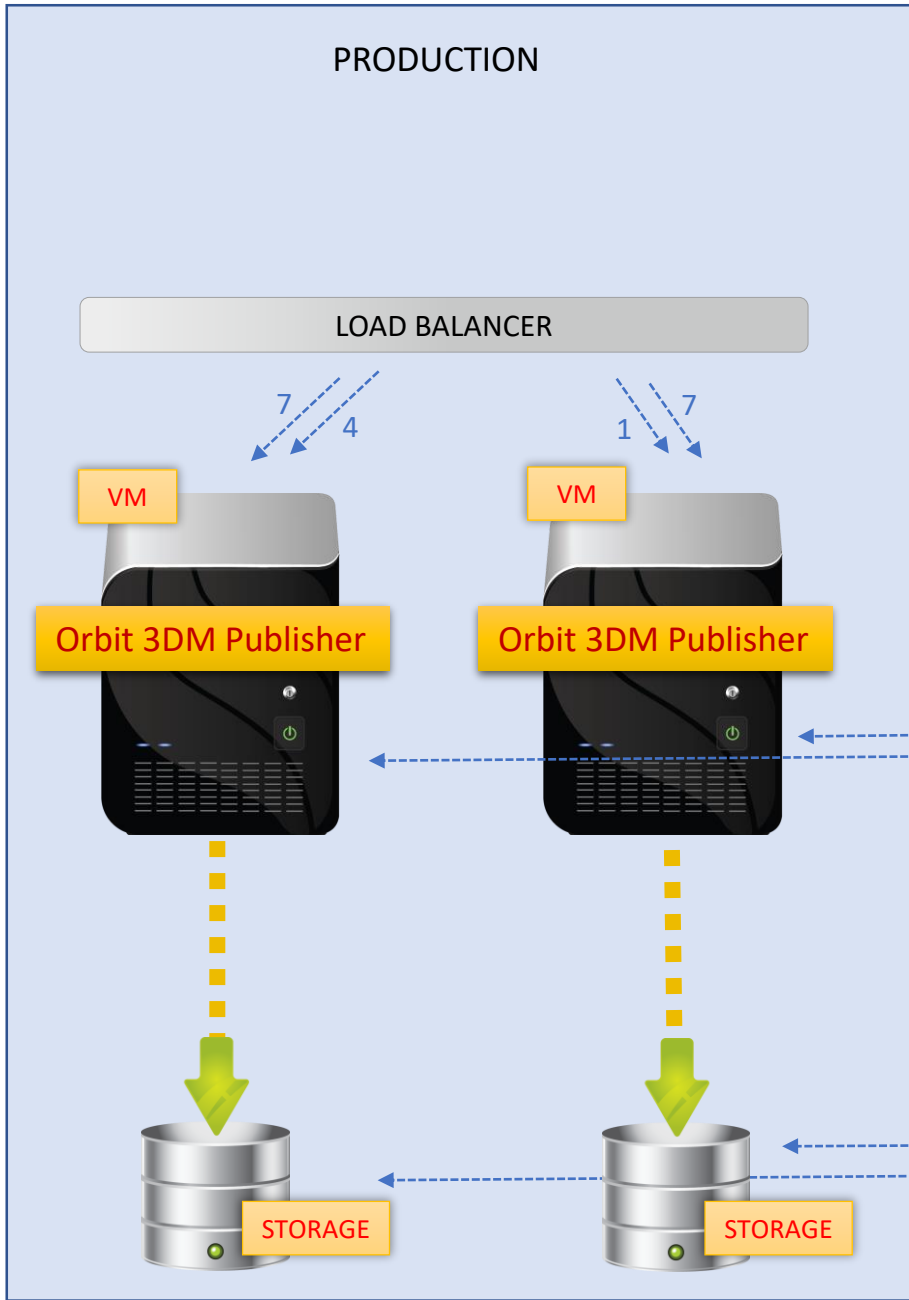 PRODUCTION
LOAD BALANCER
7
4
1
7
VM
VM
Orbit 3DM Publisher
Orbit 3DM Publisher
STORAGE
STORAGE